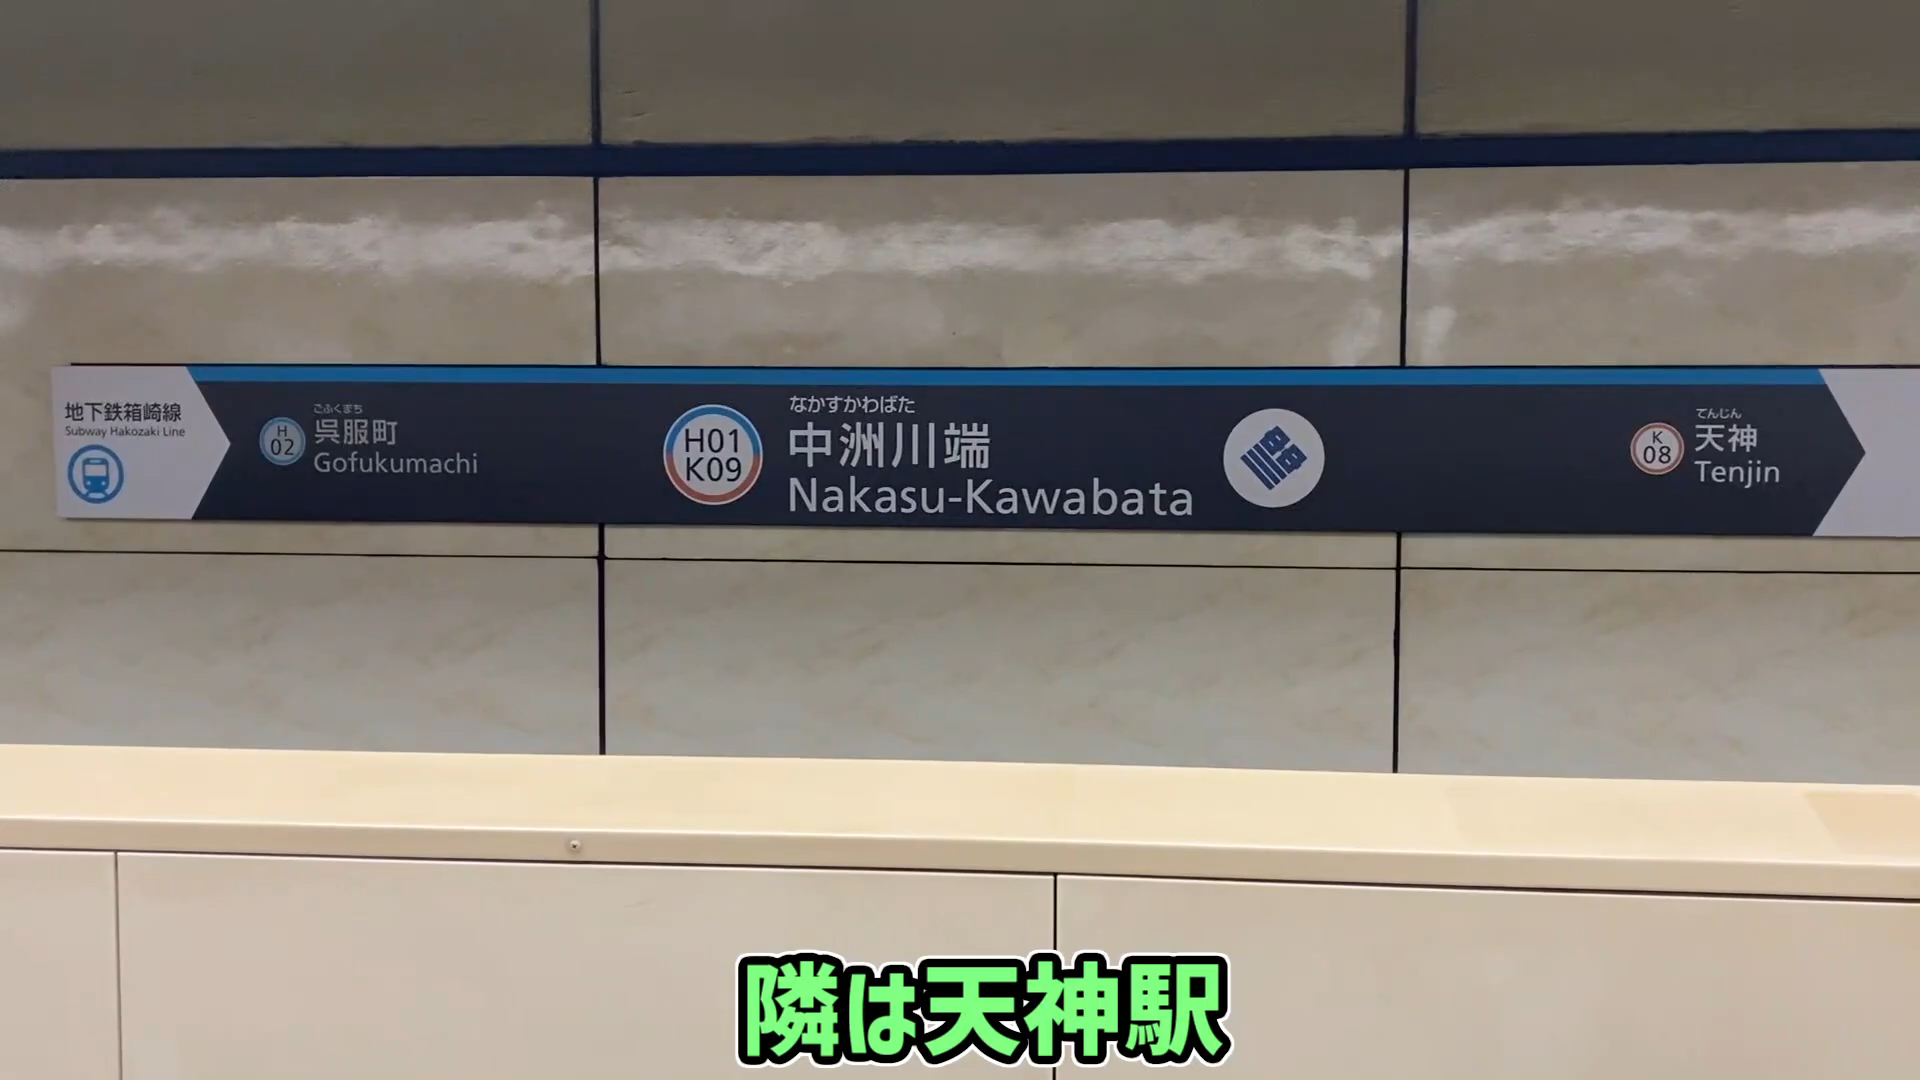 地下鉄箱崎線
Subway Hakozaki Line
H
02
ごふくまち
呉服町
Gofukumachi
H01
K09
なかすかわばた
中洲川端
Nakasu-Kawabata
K
08
てんじん
天神
Tenjin
隣は天神駅